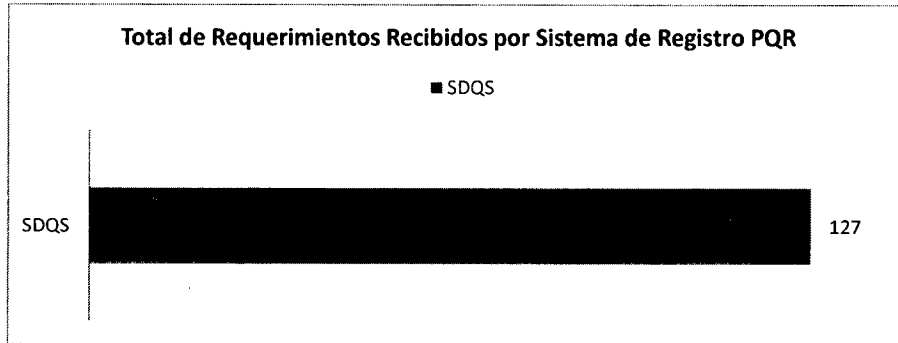 Total de Requerimientos Recibidos por Sistema de Registro PQR
SDQS
SDQS
127